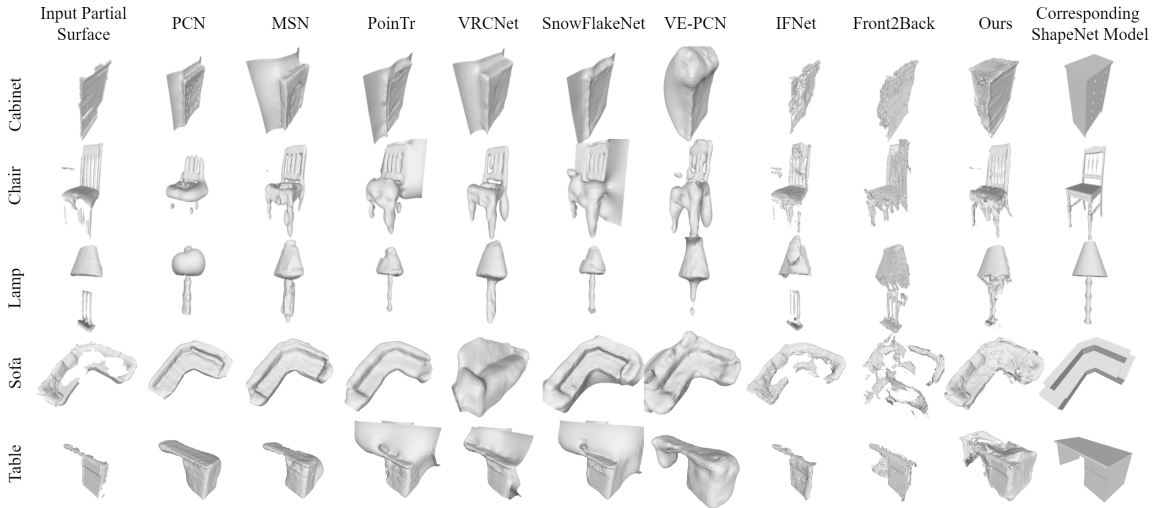 Input Partial
Surface
PCN
MSN
PoinTr
VRCNet
SnowFlakeNet
VE-PCN
IFNet
Front2Back
Ours
Corresponding
ShapeNet Model
Cabinet
Chair
Lamp
Sofa
Table